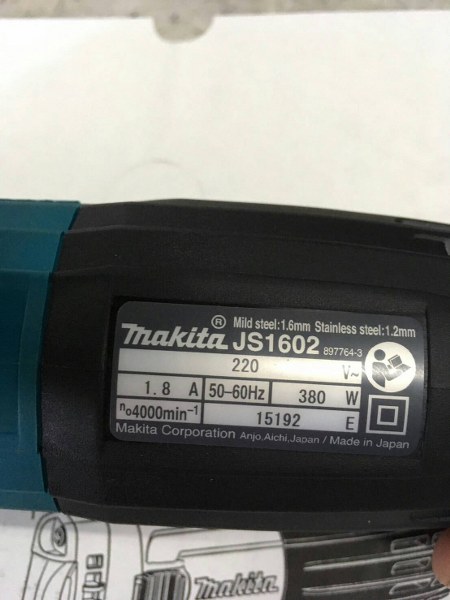 makita® Mild steel:1.6mm Stainless steel:1.2mm
JS1602 897764-3
220 V~
1.8 A 50-60Hz 380 W
no4000min-1 15192 E
Makita Corporation Anjo,Aichi,Japan / Made in Japan
makita